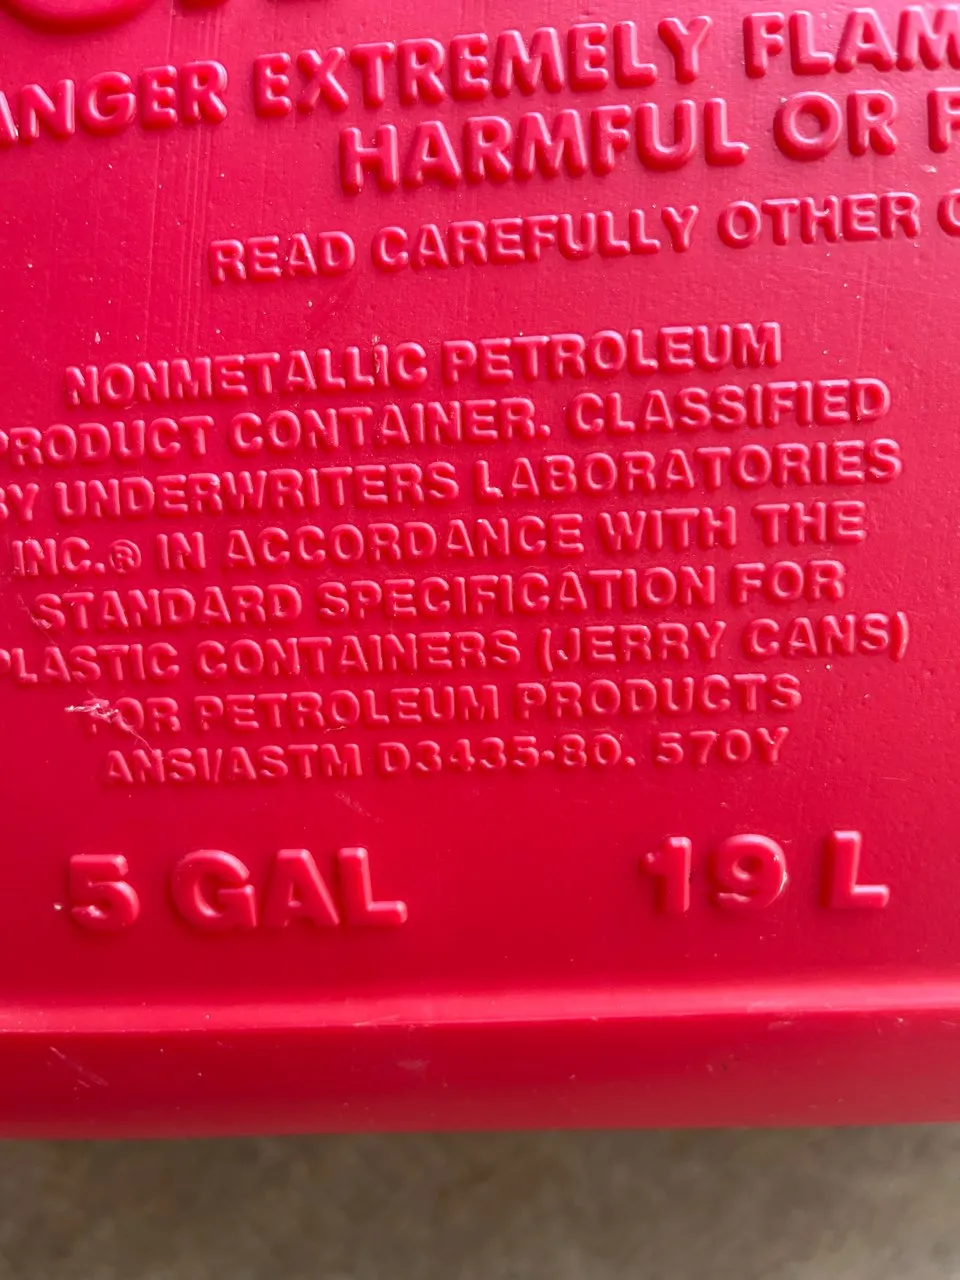 ANGER EXTREMELY FLAM
HARMFUL OR F
READ CAREFULLY OTHER
NONMETALLIC PETROLEUM
PRODUCT CONTAINER. CLASSIFIED
BY UNDERWRITERS LABORATORIES
INC.® IN ACCORDANCE WITH THE
STANDARD SPECIFICATION FOR
PLASTIC CONTAINERS (JERRY CANS)
FOR PETROLEUM PRODUCTS
ANSI/ASTM D3435-80. 570Y
5 GAL 19 L